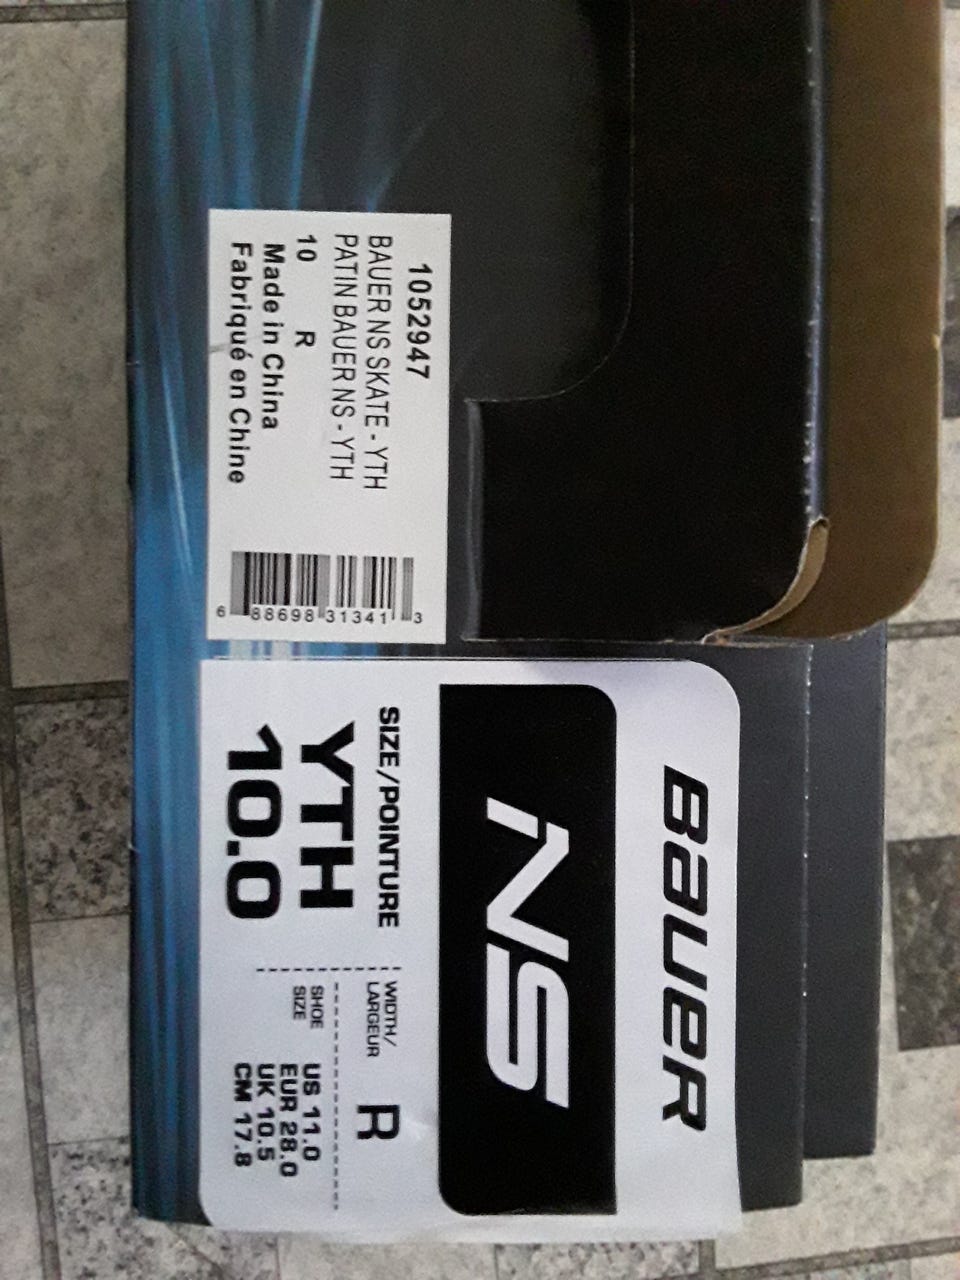 1052947
BAUER NS SKATE - YTH
PATIN BAUER NS - YTH
10 R
Made in China
Fabriqué en Chine
6 88698 31341 3
BAUER
NS
SIZE/POINTURE
YTH
10.0
WIDTH/
LARGEUR
R
SHOE
SIZE
US 11.0
EUR 28.0
UK 10.5
CM 17.8